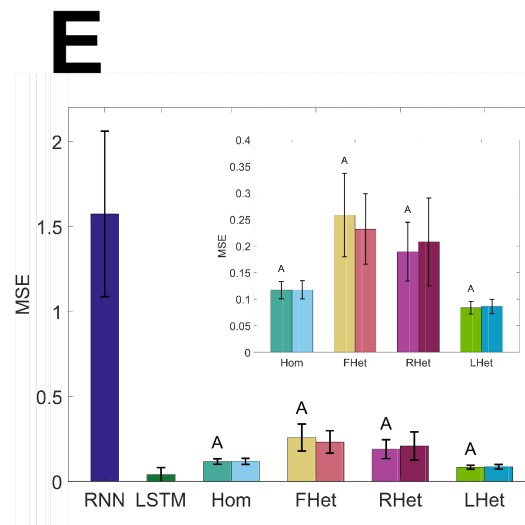 E
MSE
2
1.5
1
0.5
0
A
A
A
A
RNN LSTM Hom FHet RHet LHet
MSE
0.4
0.35
0.3
0.25
0.2
0.15
0.1
0.05
0
A
A
A
A
Hom FHet RHet LHet